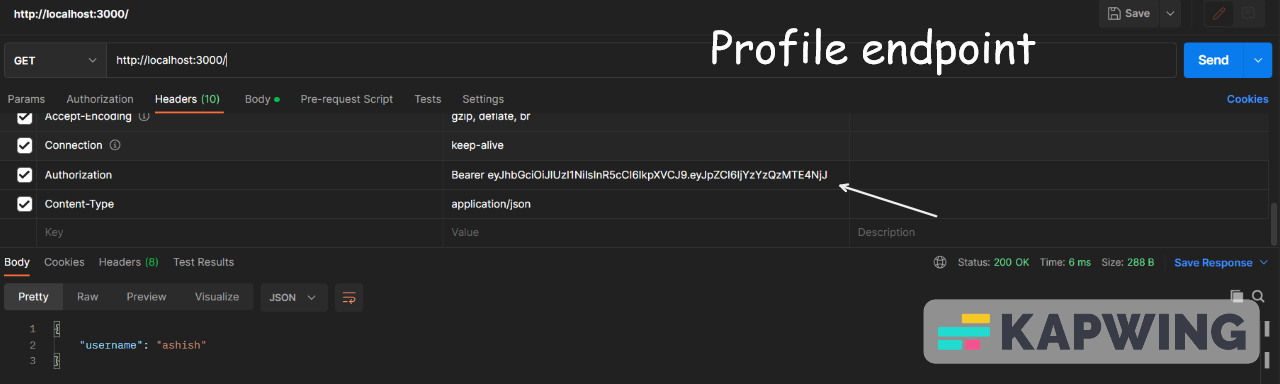 http://localhost:3000/
Save
Profile endpoint
GET http://localhost:3000/
Send
Params Authorization Headers (10) Body Pre-request Script Tests Settings Cookies
Accept-Encoding gzip, deflate, br
Connection keep-alive
Authorization Bearer eyJhbGciOiJIUzI1NiIsInR5cCI6IkpXVCJ9.eyJpZCI6IjYzYzQzMTE4NjJ
Content-Type application/json
Key Value Description
Body Cookies Headers (8) Test Results Status: 200 OK Time: 6 ms Size: 288 B Save Response
Pretty Raw Preview Visualize JSON
1 {
2 "username": "ashish"
3 }
KAPWING